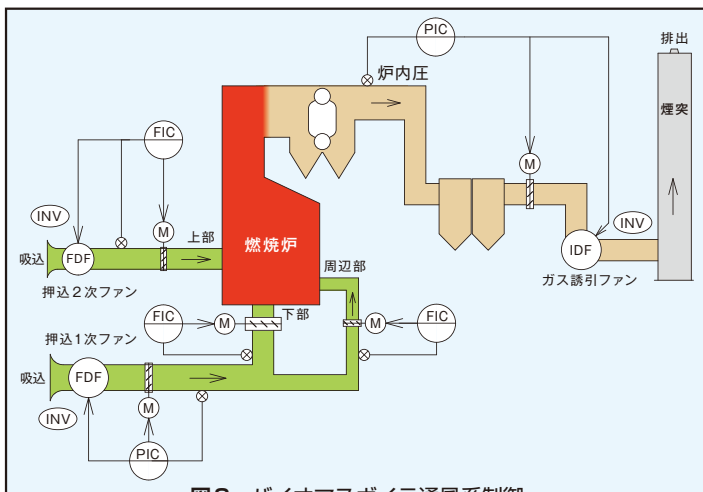 PIC
排出
炉内圧
煙突
FIC
M
INV
M
上部
燃焼炉
周辺部
INV
吸込
FDF
IDF
押込2次ファン
ガス誘引ファン
FIC
M
下部
M
FIC
押込1次ファン
吸込
FDF
INV
M
PIC